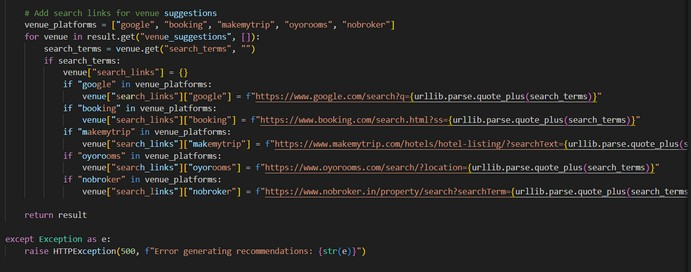 # Add search links for venue suggestions
venue_platforms = ["google", "booking", "makemytrip", "oyorooms", "nobroker"]
for venue in result.get("venue_suggestions", []):
    search_terms = venue.get("search_terms", "")
    if search_terms:
        venue["search_links"] = {}
        if "google" in venue_platforms:
            venue["search_links"]["google"] = f"https://www.google.com/search?q={urllib.parse.quote_plus(search_terms)}"
        if "booking" in venue_platforms:
            venue["search_links"]["booking"] = f"https://www.booking.com/search.html?ss={urllib.parse.quote_plus(search_terms)}"
        if "makemytrip" in venue_platforms:
            venue["search_links"]["makemytrip"] = f"https://www.makemytrip.com/hotels/hotel-listing/?searchText={urllib.parse.quote_plus(s
        if "oyorooms" in venue_platforms:
            venue["search_links"]["oyorooms"] = f"https://www.oyorooms.com/search/?location={urllib.parse.quote_plus(search_terms)}"
        if "nobroker" in venue_platforms:
            venue["search_links"]["nobroker"] = f"https://www.nobroker.in/property/search?searchTerm={urllib.parse.quote_plus(search_terms
return result
except Exception as e:
    raise HTTPException(500, f"Error generating recommendations: {str(e)}")